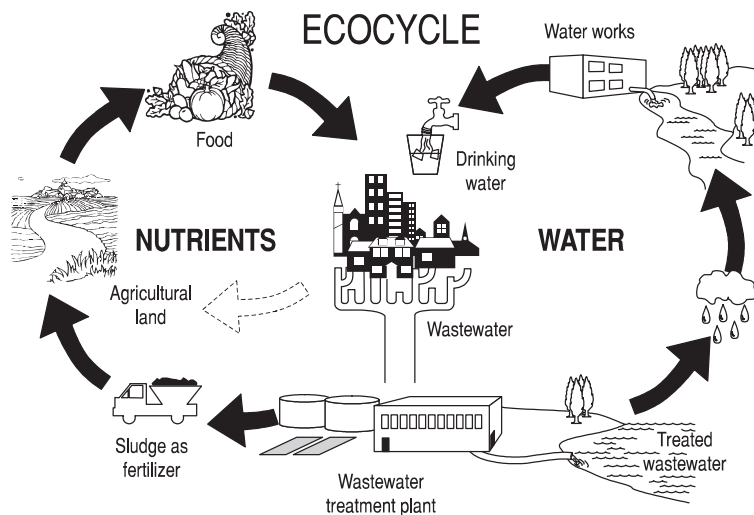 ECOCYCLE
Water works
Food
Drinking
water
NUTRIENTS
WATER
Agricultural
land
Wastewater
Sludge as
fertilizer
Treated
wastewater
Wastewater
treatment plant